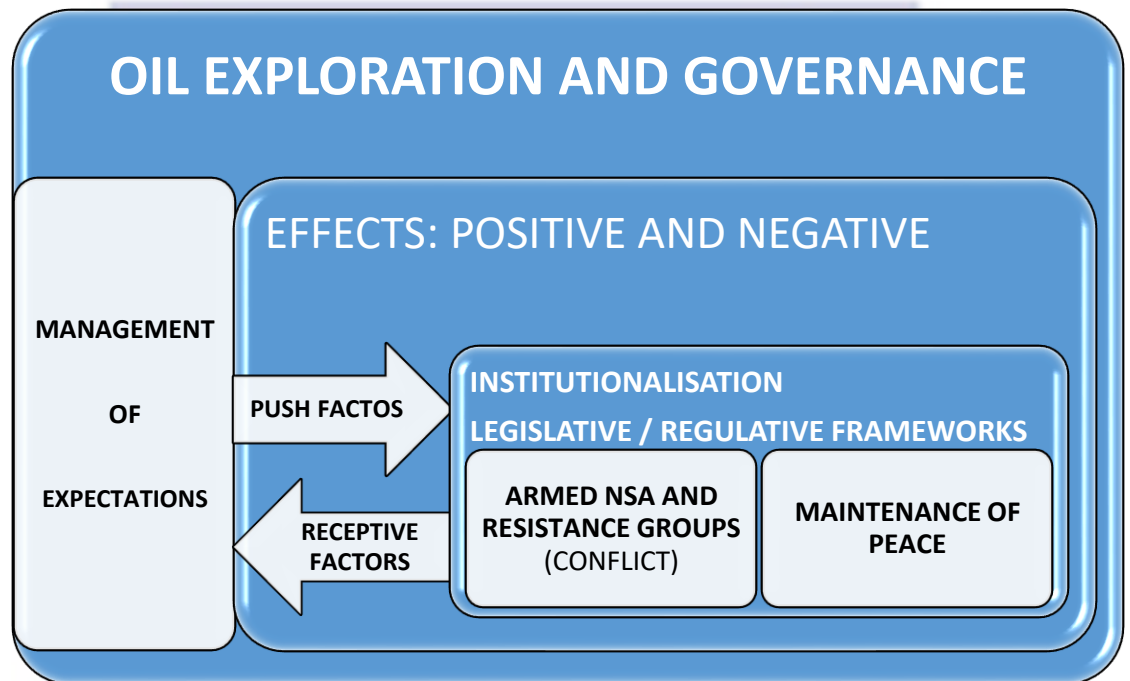 OIL EXPLORATION AND GOVERNANCE
EFFECTS: POSITIVE AND NEGATIVE
MANAGEMENT
OF
EXPECTATIONS
PUSH FACTOS
RECEPTIVE
FACTORS
INSTITUTIONALISATION
LEGISLATIVE / REGULATIVE FRAMEWORKS
ARMED NSA AND
RESISTANCE GROUPS
(CONFLICT)
MAINTENANCE OF
PEACE